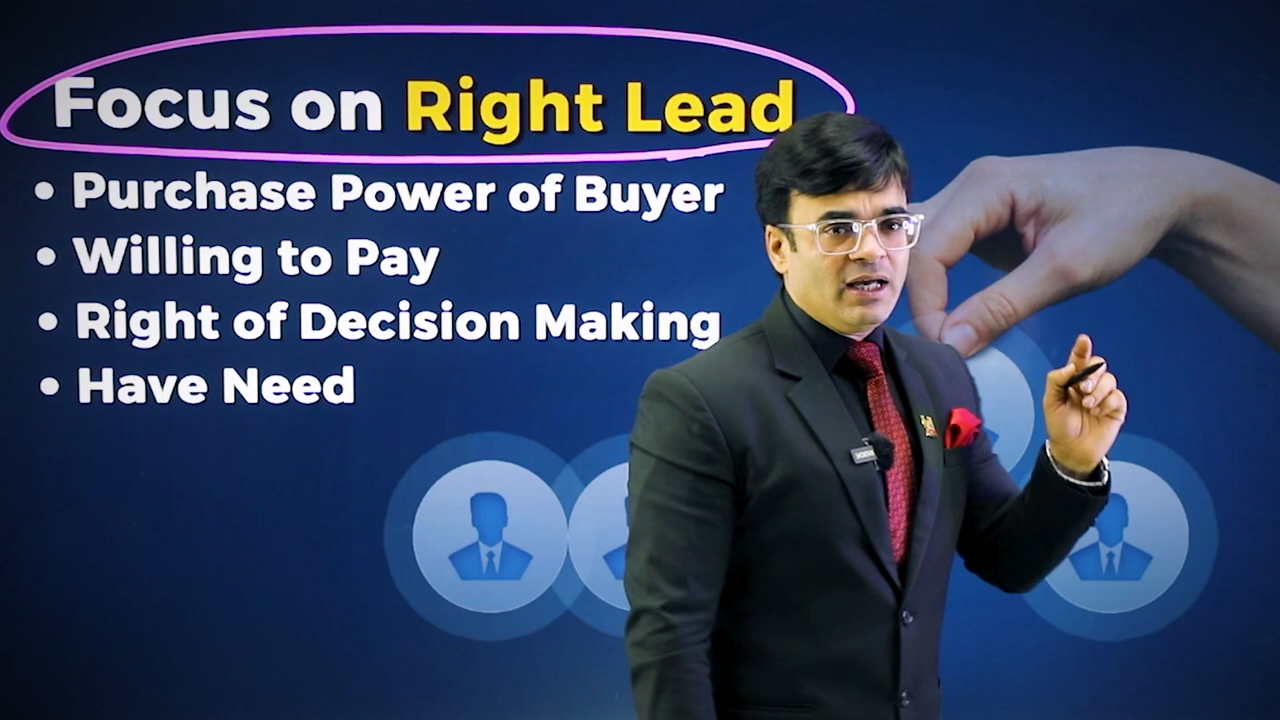 Focus on Right Lead
• Purchase Power of Buyer
• Willing to Pay
• Right of Decision Making
• Have Need